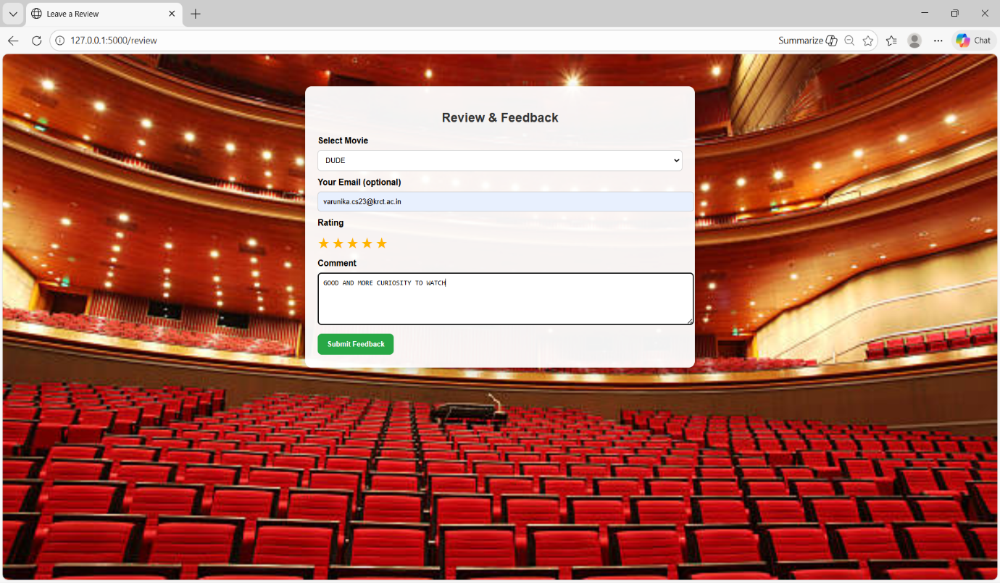 Leave a Review
127.0.0.1:5000/review
Summarize
Chat
Review & Feedback
Select Movie
DUDE
Your Email (optional)
varunika.cs23@krct.ac.in
Rating
Comment
GOOD AND MORE CURIOSITY TO WATCH
Submit Feedback